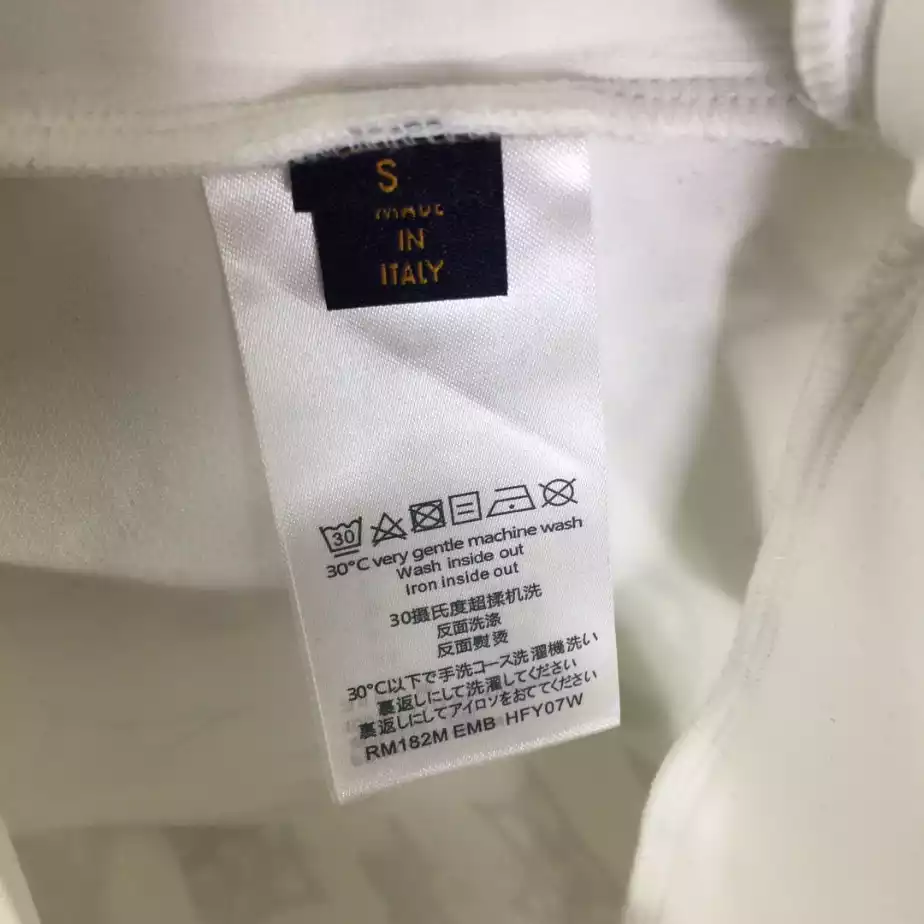 S
MADE
IN
ITALY
30
30°C very gentle machine wash
Wash inside out
Iron inside out
30摄氏度超揉机洗
反面洗涤
反面熨烫
30°C以下で手洗コース洗濯機洗い
裏返しにして洗濯してください
裏返しにしてアイロソをおててください
RM182M EMB HFY07W